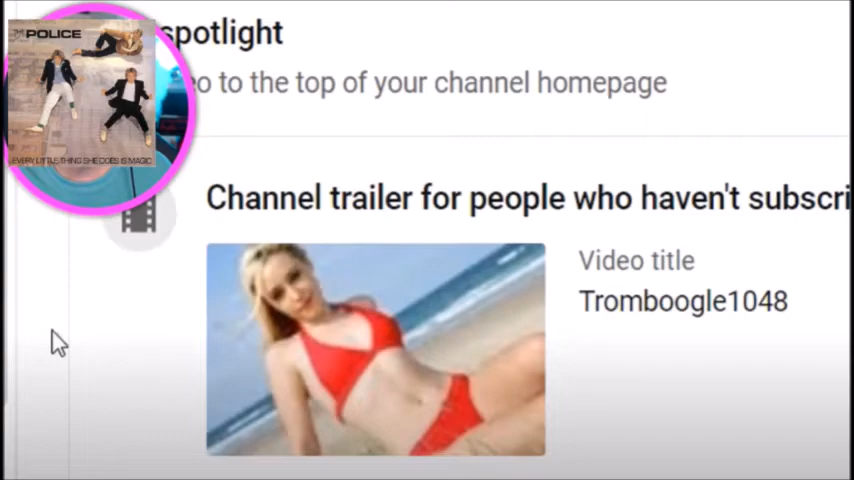 THE POLICE
EVERY LITTLE THING SHE DOES IS MAGIC
spotlight
eo to the top of your channel homepage
Channel trailer for people who haven't subscri
Video title
Tromboogle1048